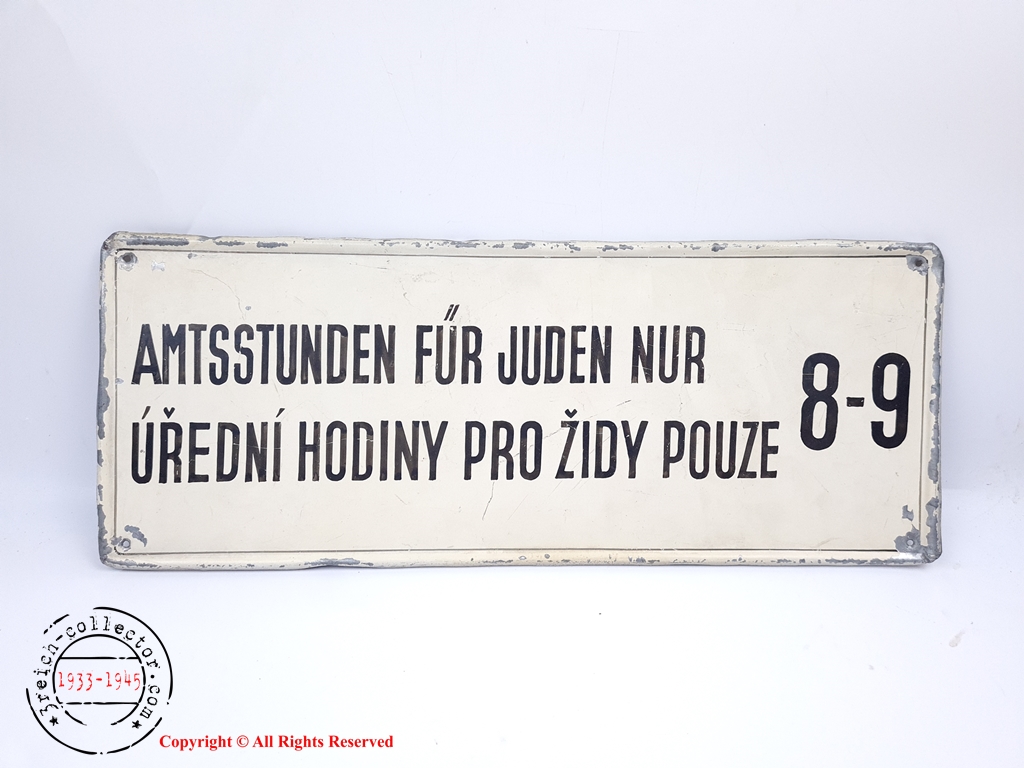 AMTSSTUNDEN FŰR JUDEN NUR
ÚŘEDNÍ HODINY PRO ŽIDY POUZE
8-9
3reich-collector.com
1933-1945
Copyright © All Rights Reserved